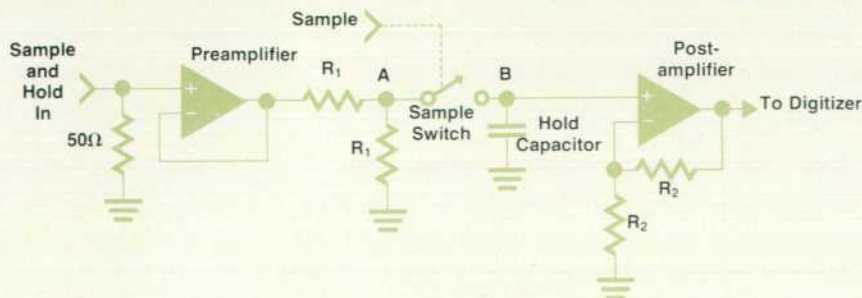 Sample
Sample
and
Hold
In
Preamplifier
+
−
50Ω
R1
A
R1
Sample
Switch
B
Hold
Capacitor
Post-
amplifier
+
−
To Digitizer
R2
R2